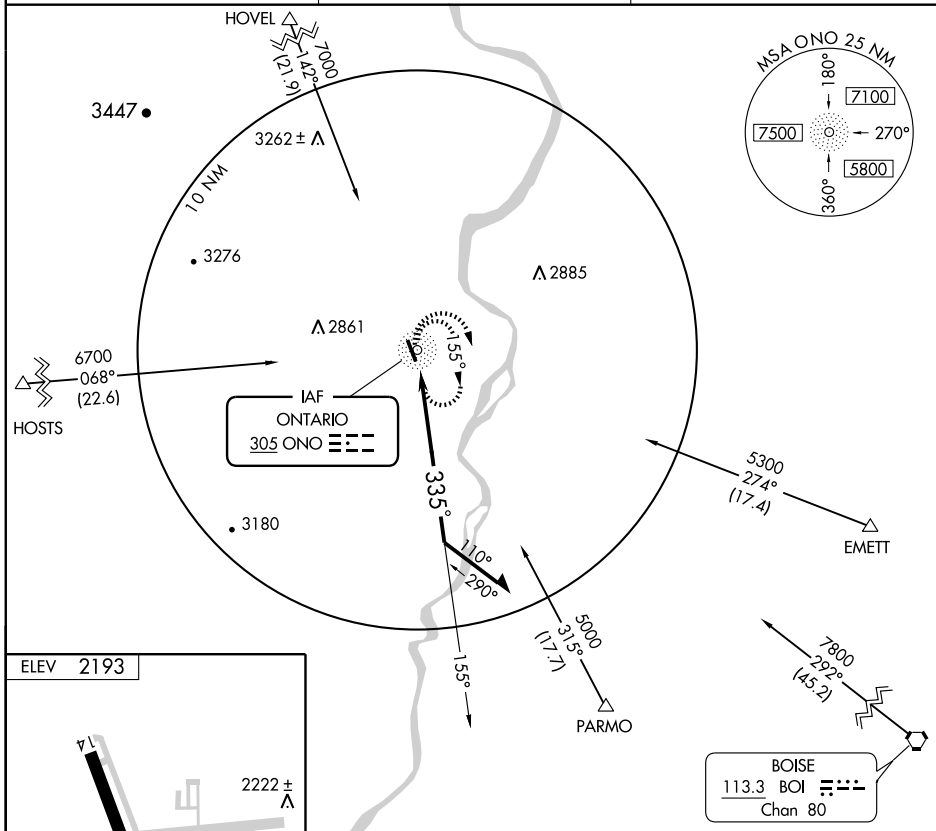 HOVEL
7000
142°
(21.9)
MSA ONO 25 NM
180°
7100
7500
270°
5800
360°
3447
3262 ±
10 NM
3276
2885
2861
155°
6700
068°
(22.6)
HOSTS
IAF
ONTARIO
305 ONO
335°
5300
274°
(17.4)
EMETT
3180
110°
290°
5000
315°
(17.7)
PARMO
155°
7800
292°
(45.2)
BOISE
113.3 BOI
Chan 80
ELEV 2193
14
2222 ±